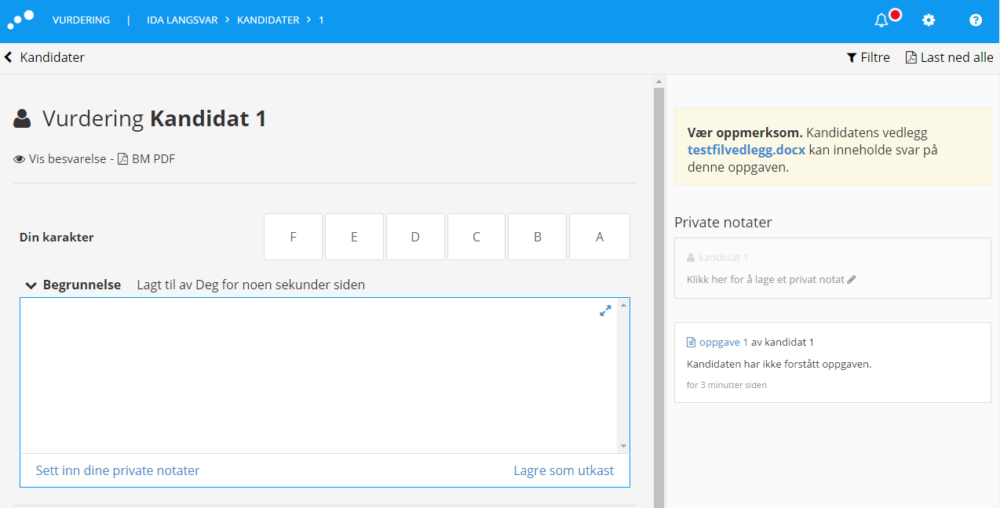 VURDERING | IDA LANGSVAR > KANDIDATER > 1
Kandidater
Filtre
Last ned alle
Vurdering Kandidat 1
Vis besvarelse - BM PDF
Din karakter
F E D C B A
Begrunnelse Lagt til av Deg for noen sekunder siden
Sett inn dine private notater
Lagre som utkast
Vær oppmerksom. Kandidatens vedlegg
testfilvedlegg.docx kan inneholde svar på
denne oppgaven.
Private notater
kandidat 1
Klikk her for å lage et privat notat
oppgave 1 av kandidat 1
Kandidaten har ikke forstått oppgaven.
for 3 minutter siden